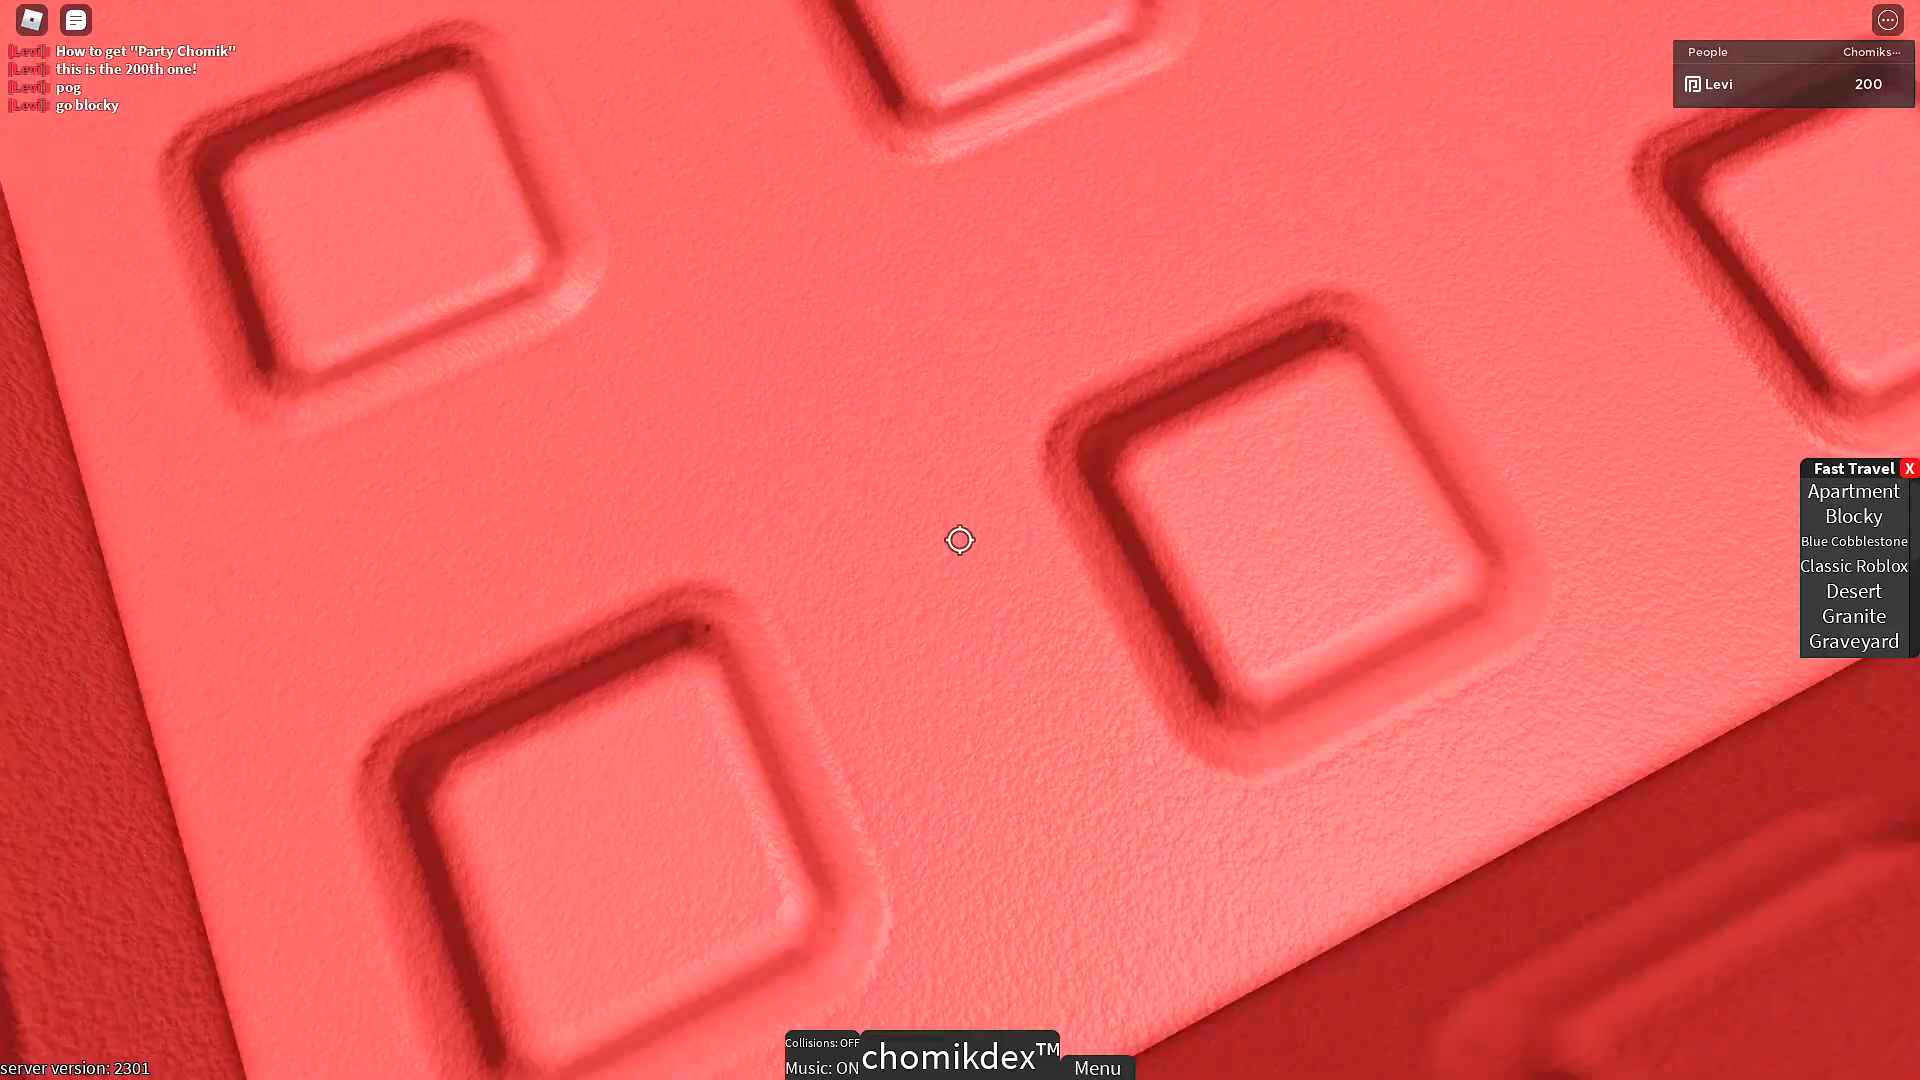 [Levi]: How to get "Party Chomik"
[Levi]: this is the 200th one!
[Levi]: pog
[Levi]: go blocky
People Chomiks···
Levi 200
Fast Travel X
Apartment
Blocky
Blue Cobblestone
Classic Roblox
Desert
Granite
Graveyard
Collisions: OFF
Music: ON
chomikdex™
Menu
server version: 2301